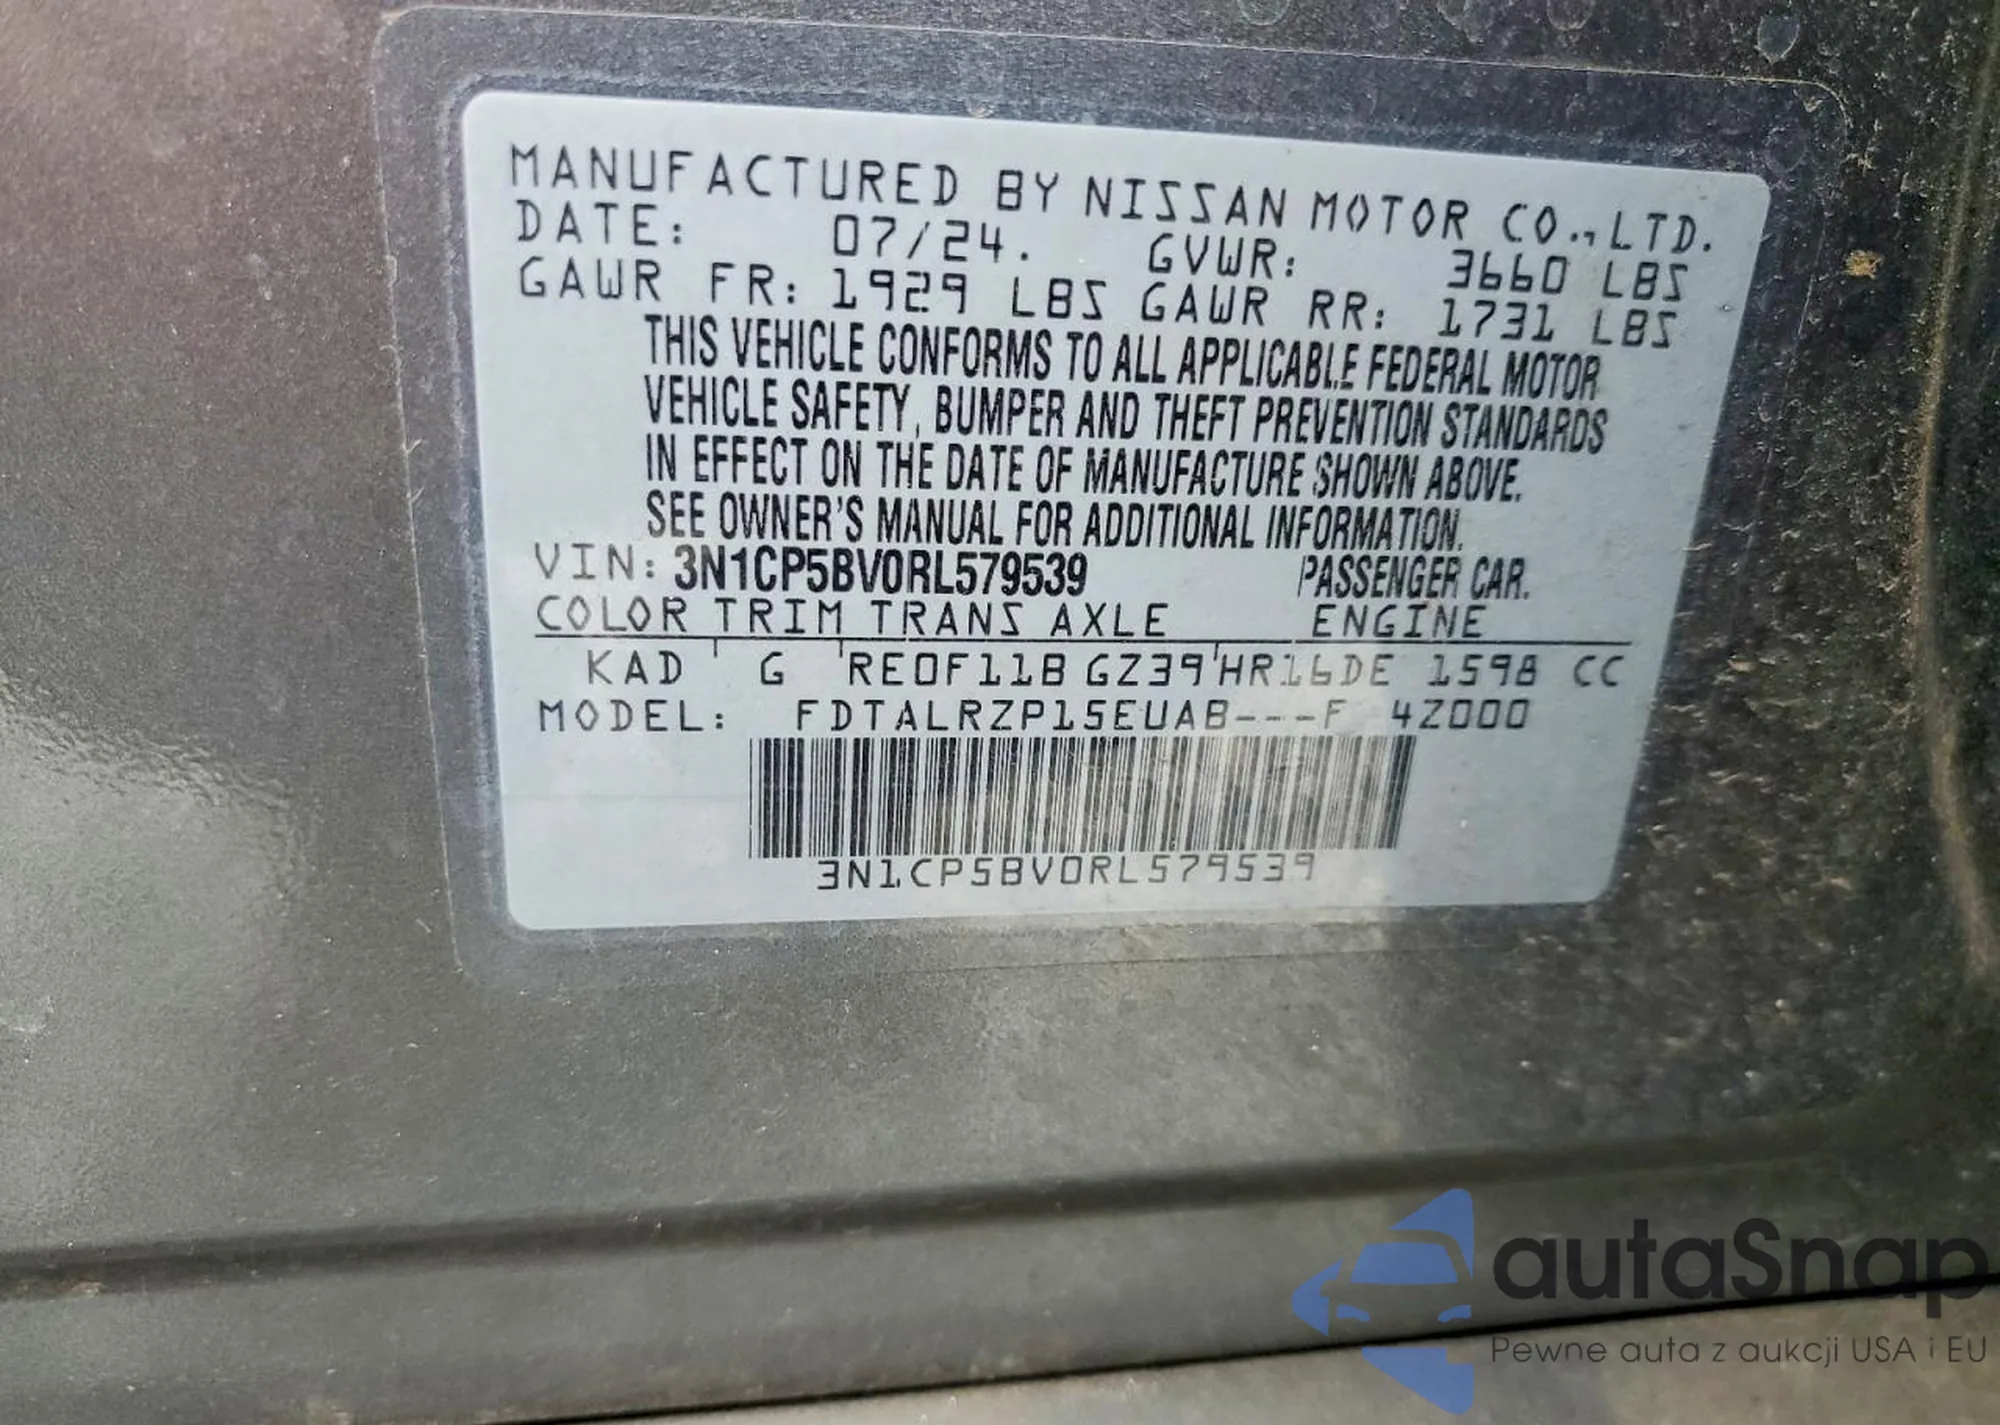 MANUFACTURED BY NISSAN MOTOR CO., LTD.
DATE: 07/24. GVWR: 3660 LBS
GAWR FR: 1929 LBS GAWR RR: 1731 LBS
THIS VEHICLE CONFORMS TO ALL APPLICABLE FEDERAL MOTOR
VEHICLE SAFETY, BUMPER AND THEFT PREVENTION STANDARDS
IN EFFECT ON THE DATE OF MANUFACTURE SHOWN ABOVE.
SEE OWNER'S MANUAL FOR ADDITIONAL INFORMATION.
VIN: 3N1CP5BV0RL579539 PASSENGER CAR.
COLOR TRIM TRANS AXLE ENGINE
KAD G RE0F11B GZ39 HR16DE 1598 CC
MODEL: FDTALRZP15EUAB---F 4Z000
3N1CP5BV0RL579539
autaSnap
Pewne auta z aukcji USA i EU